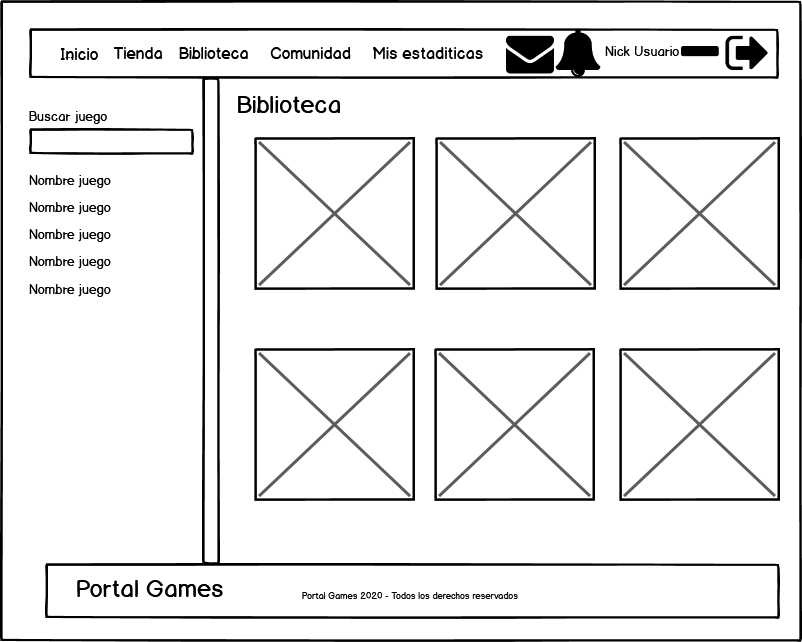 Inicio Tienda Biblioteca Comunidad Mis estaditicas Nick Usuario
Biblioteca
Buscar juego
Nombre juego
Nombre juego
Nombre juego
Nombre juego
Nombre juego
Portal Games
Portal Games 2020 - Todos los derechos reservados